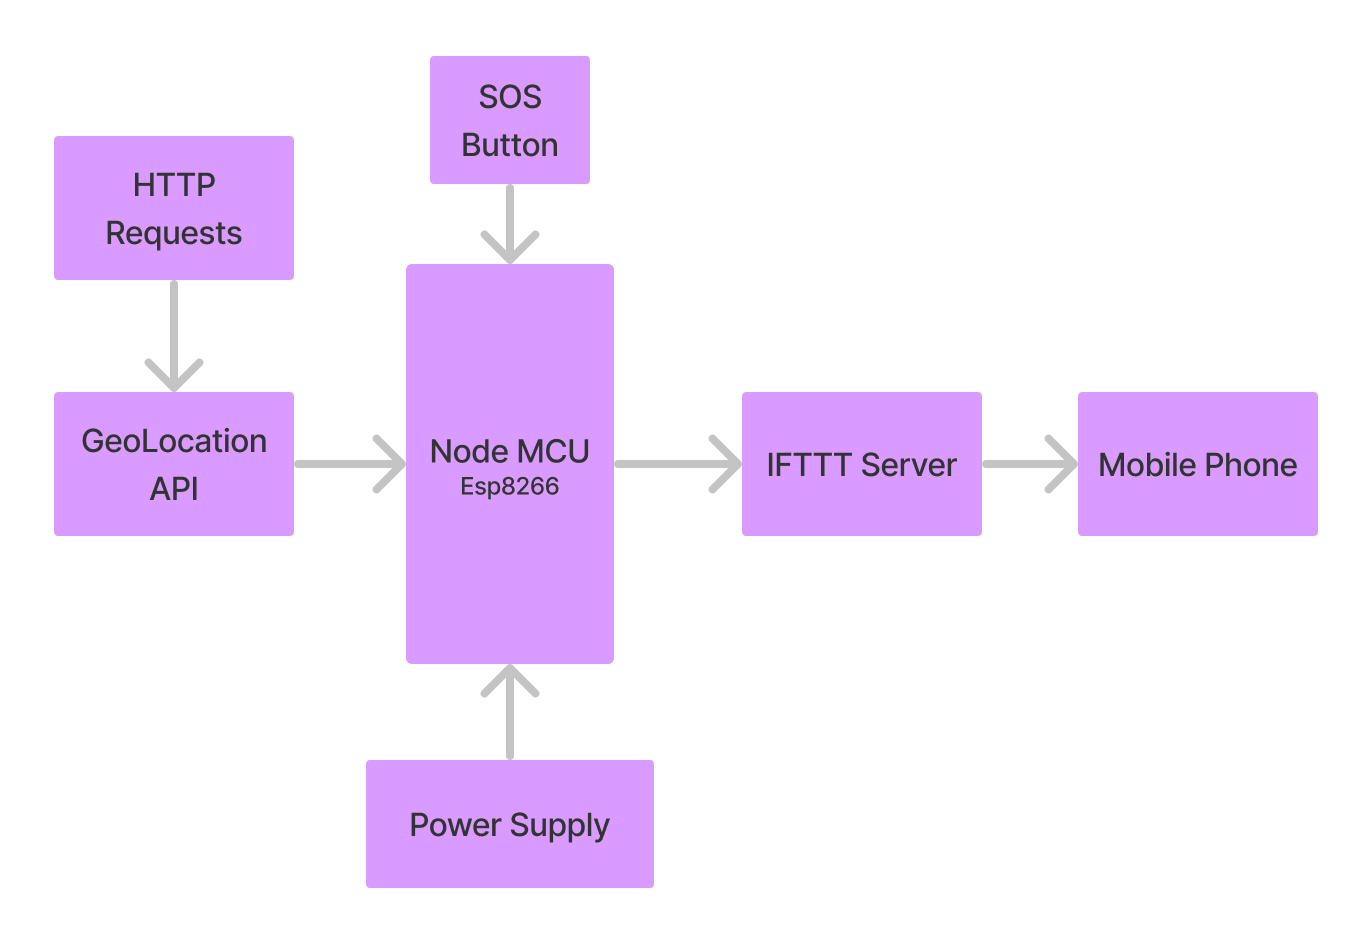 SOS
Button
HTTP
Requests
GeoLocation
API
Node MCU
Esp8266
IFTTT Server
Mobile Phone
Power Supply